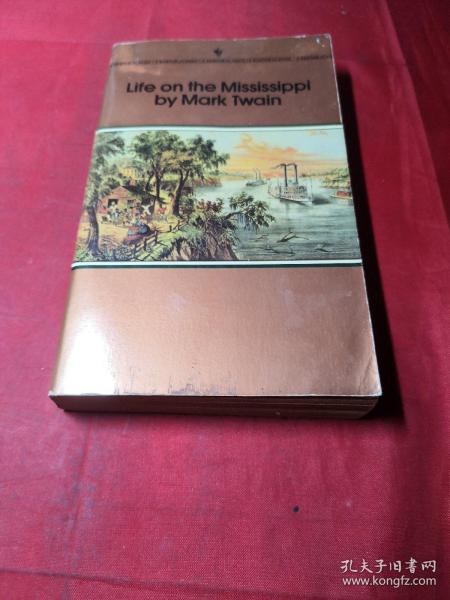 Life on the Mississippi
by Mark Twain
孔夫子旧书网
www.kongfz.com